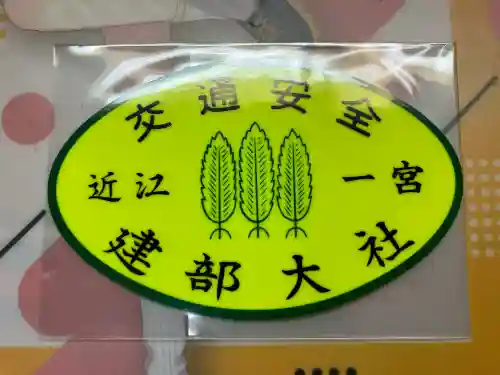 交通安全
近江 一宮
建部大社